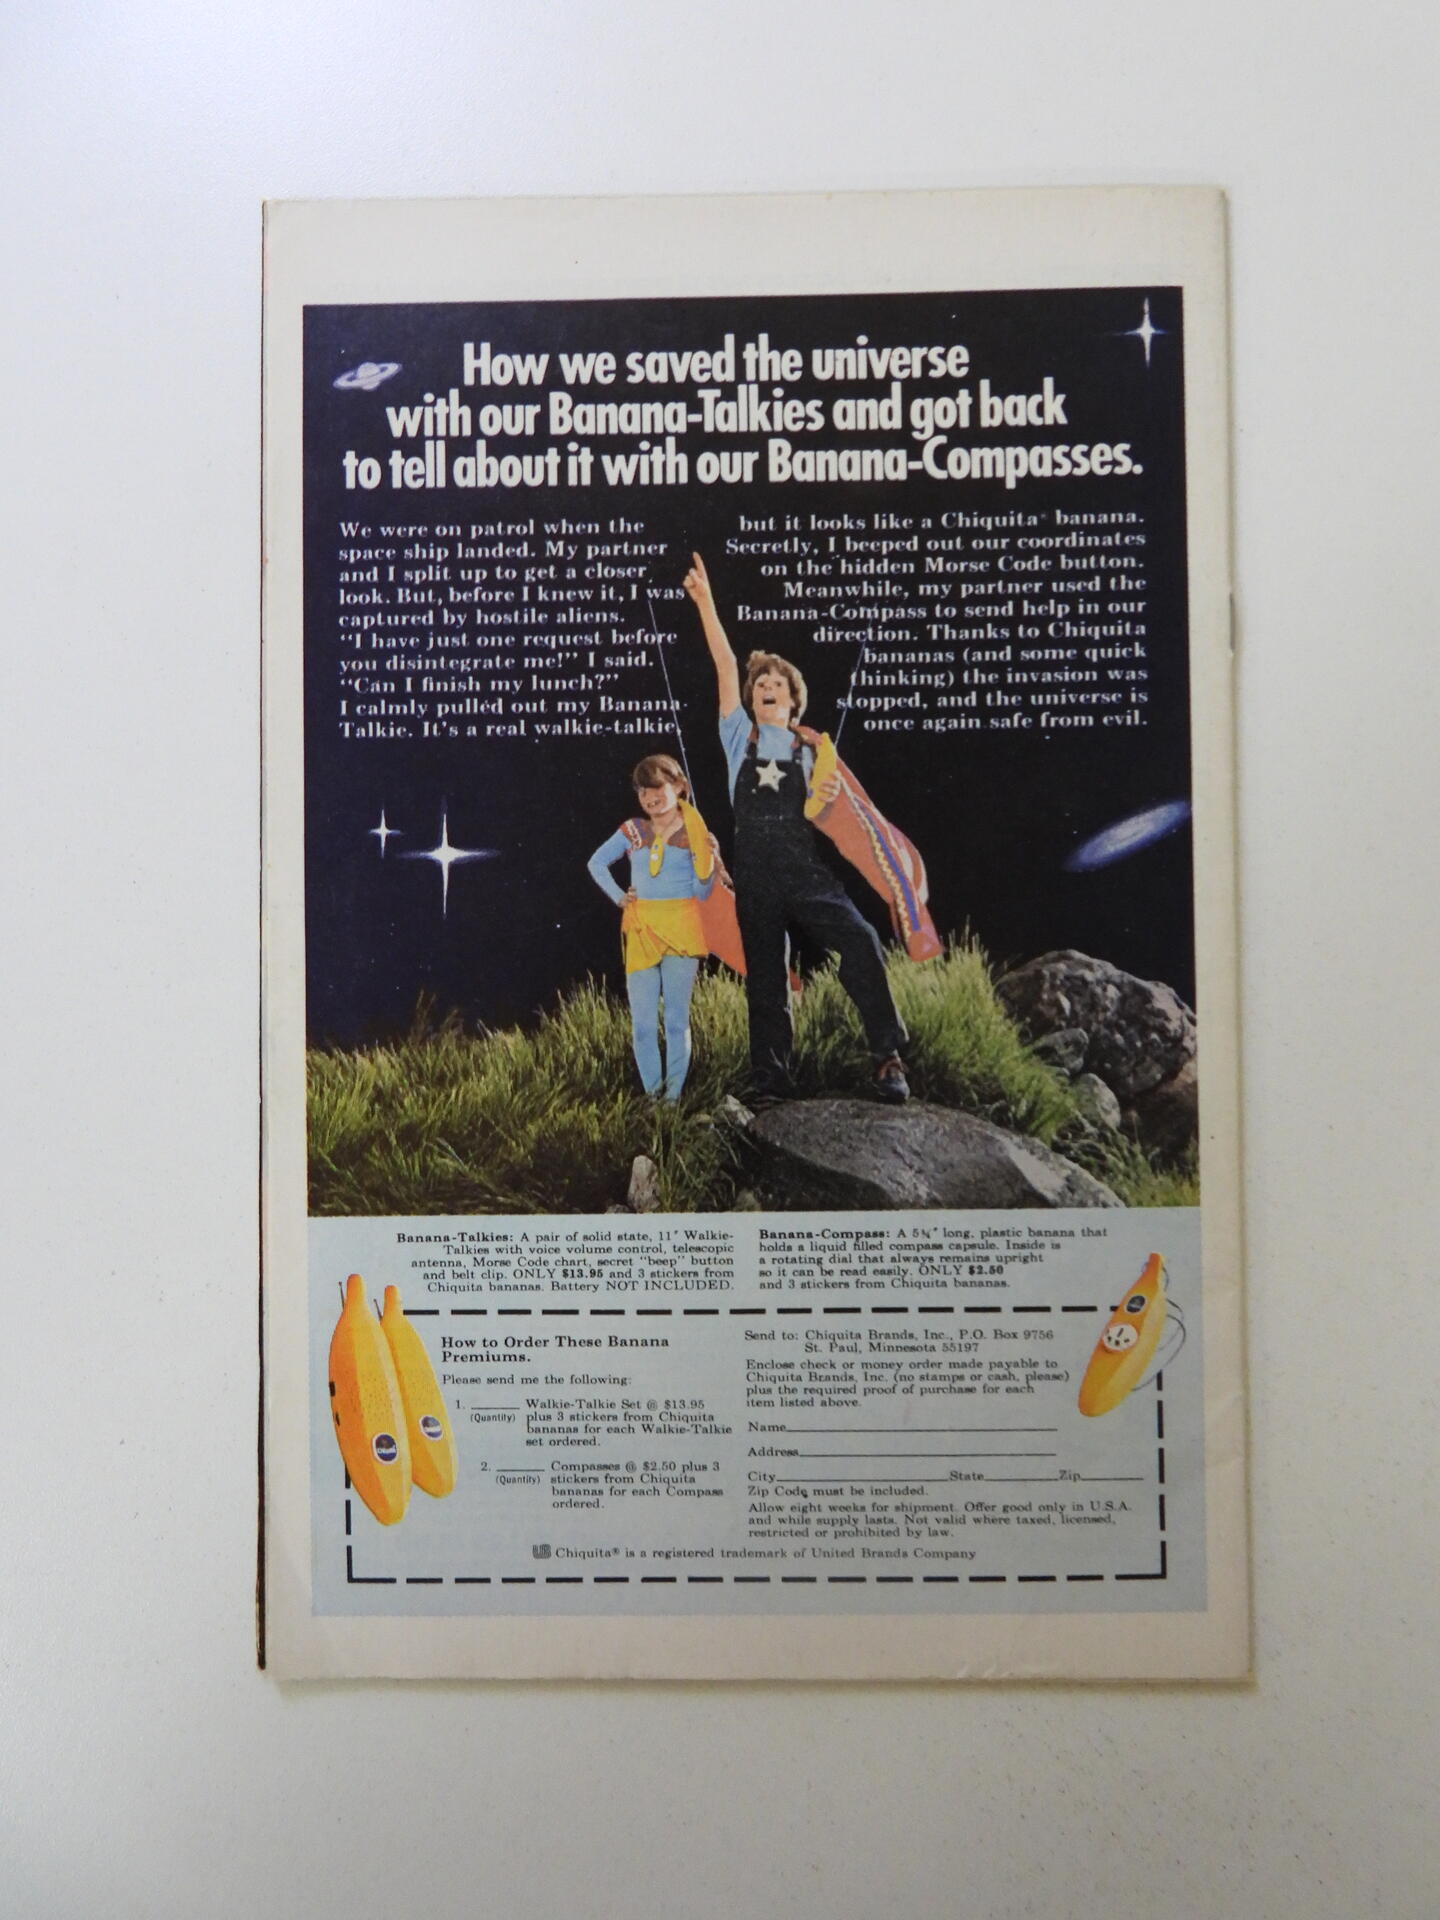 How we saved the universe
with our Banana-Talkies and got back
to tell about it with our Banana-Compasses.
We were on patrol when the
space ship landed. My partner
and I split up to get a closer
look. But, before I knew it, I was
captured by hostile aliens.
“I have just one request before
you disintegrate me!” I said.
“Can I finish my lunch?”
I calmly pulled out my Banana-
Talkie. It's a real walkie-talkie,
but it looks like a Chiquita® banana.
Secretly, I beeped out our coordinates
on the hidden Morse Code button.
Meanwhile, my partner used the
Banana-Compass to send help in our
direction. Thanks to Chiquita
bananas (and some quick
thinking) the invasion was
stopped, and the universe is
once again safe from evil.
Banana-Talkies: A pair of solid state, 11″ Walkie-
Talkies with voice volume control, telescopic
antenna, Morse Code chart, secret "beep" button
and belt clip. ONLY $13.95 and 3 stickers from
Chiquita bananas. Battery NOT INCLUDED.
Banana-Compass: A 5¾″ long, plastic banana that
holds a liquid filled compass capsule. Inside is
a rotating dial that always remains upright
so it can be read easily. ONLY $2.50
and 3 stickers from Chiquita bananas.
How to Order These Banana
Premiums.
Please send me the following:
1. ______ Walkie-Talkie Set @ $13.95
(Quantity) plus 3 stickers from Chiquita
bananas for each Walkie-Talkie
set ordered.
2. ______ Compasses @ $2.50 plus 3
(Quantity) stickers from Chiquita
bananas for each Compass
ordered.
Send to: Chiquita Brands, Inc., P.O. Box 9756
St. Paul, Minnesota 55197
Enclose check or money order made payable to
Chiquita Brands, Inc. (no stamps or cash, please)
plus the required proof of purchase for each
item listed above.
Name
Address
City State Zip
Zip Code must be included.
Allow eight weeks for shipment. Offer good only in U.S.A.
and while supply lasts. Not valid where taxed, licensed,
restricted or prohibited by law.
UB Chiquita® is a registered trademark of United Brands Company